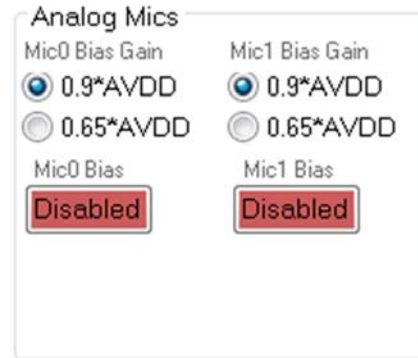 Analog Mics
Mic0 Bias Gain
Mic1 Bias Gain
0.9*AVDD
0.9*AVDD
0.65*AVDD
0.65*AVDD
Mic0 Bias
Mic1 Bias
Disabled
Disabled